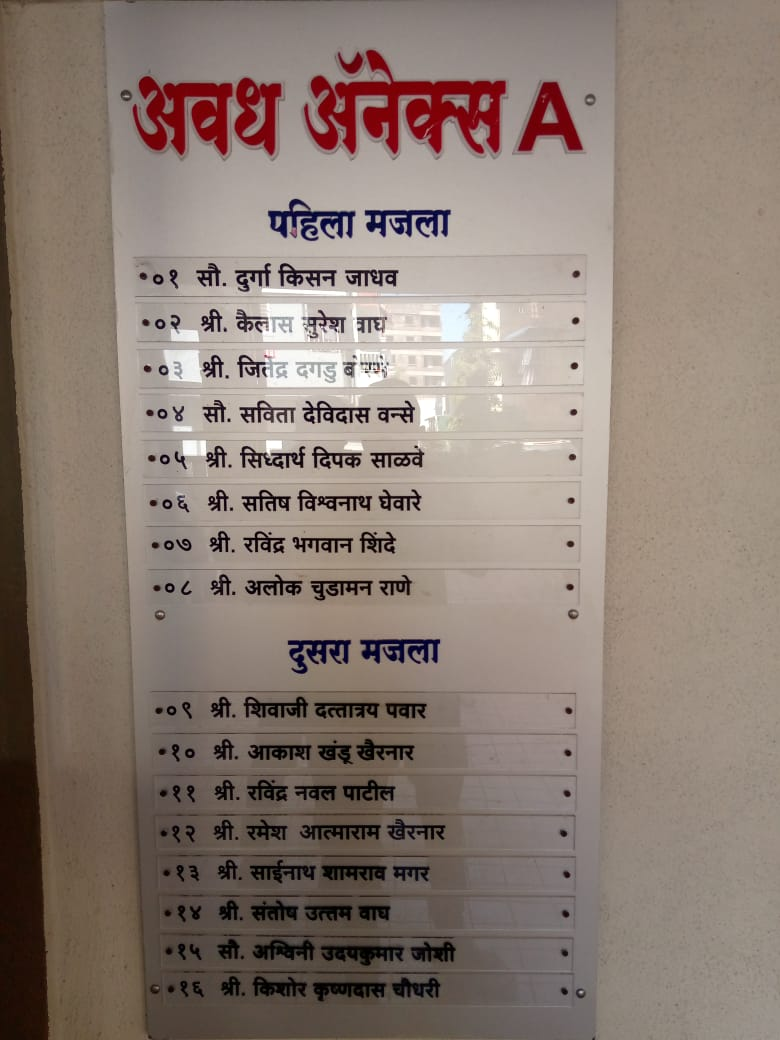 अवध ॲनेक्स A
पहिला मजला
०१ सौ. दुर्गा किसन जाधव
०२ श्री. कैलास सुरेश वाघ
०३ श्री. जितेंद्र दगडु
०४ सौ. सविता देविदास वन्से
०५ श्री. सिध्दार्थ दिपक साळवे
०६ श्री. सतिष विश्वनाथ घेवारे
०७ श्री. रविंद्र भगवान शिंदे
०८ श्री. अलोक चुडामन राणे
दुसरा मजला
०९ श्री. शिवाजी दत्तात्रय पवार
१० श्री. आकाश खंडू खैरनार
११ श्री. रविंद्र नवल पाटील
१२ श्री. रमेश आत्माराम खैरनार
१३ श्री. साईनाथ शामराव मगर
१४ श्री. संतोष उत्तम वाघ
१५ सौ. अश्विनी उदयकुमार जोशी
१६ श्री. किशोर कृष्णदास चौधरी